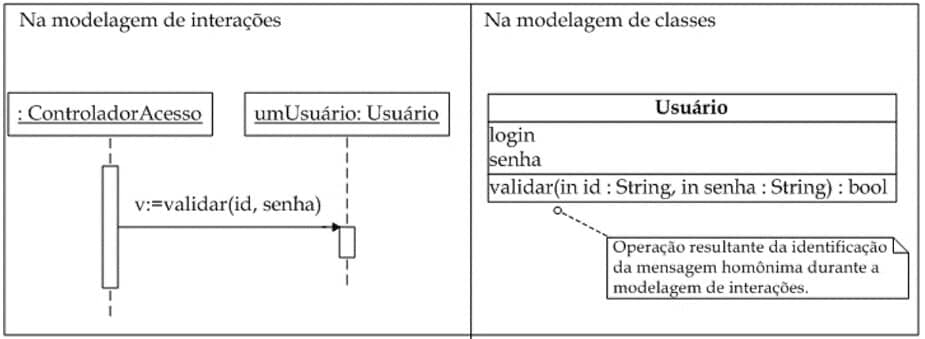 Na modelagem de interações
: ControladorAcesso
umUsuário: Usuário
v:=validar(id, senha)
Na modelagem de classes
Usuário
login
senha
validar(in id : String, in senha : String) : bool
Operação resultante da identificação
da mensagem homônima durante a
modelagem de interações.